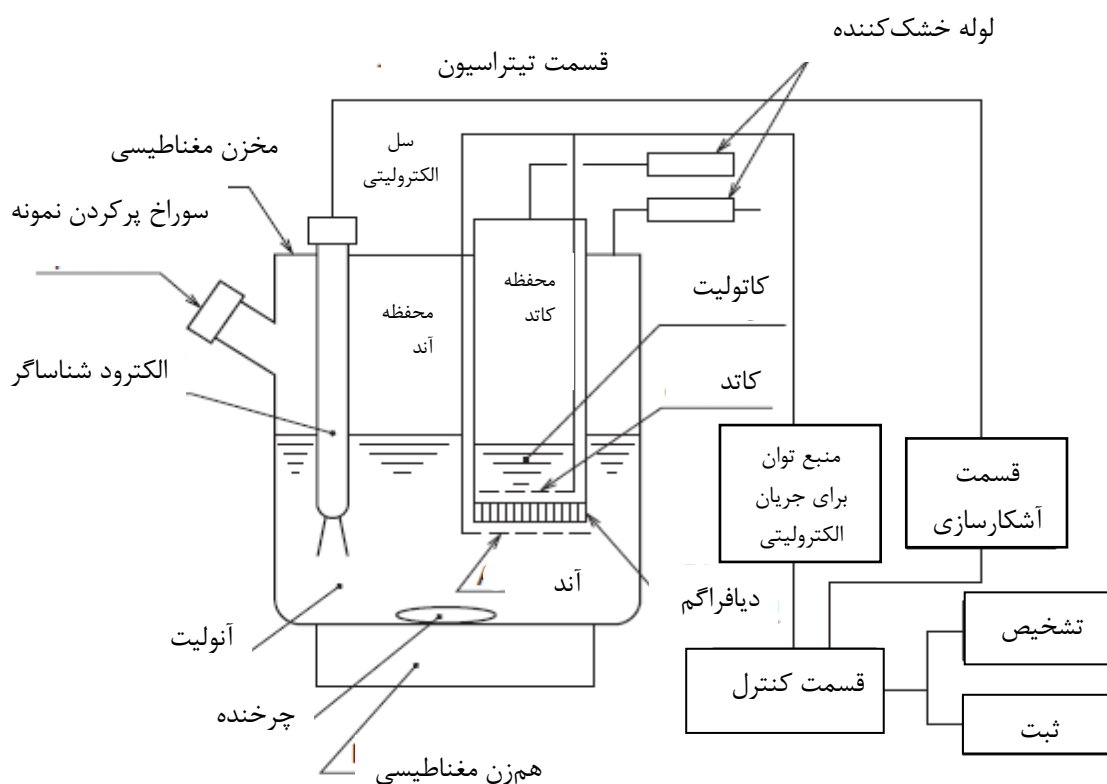 لوله خشک‌کننده
قسمت تیتراسیون
سل
الکترولیتی
مخزن مغناطیسی
سوراخ پرکردن نمونه
محفظه
کاتد
محفظه
آند
کاتولیت
الکترود شناساگر
کاتد
منبع توان
برای جریان
الکترولیتی
قسمت
آشکارسازی
آند
دیافراگم
آنولیت
تشخیص
قسمت کنترل
چرخنده
ثبت
هم‌زن مغناطیسی